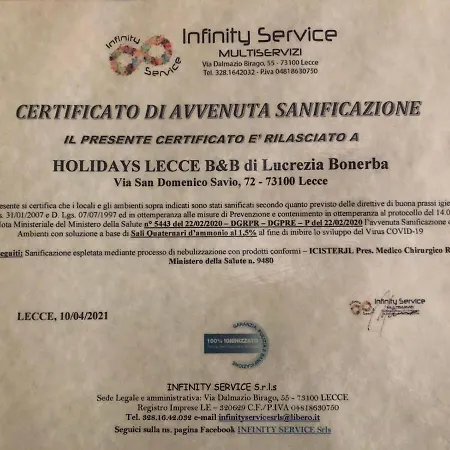 Infinity
Service
Infinity Service
MULTISERVIZI
Via Dalmazio Birago, 55 - 73100 Lecce
Tel. 328.1642032 - P.iva 04818630750
CERTIFICATO DI AVVENUTA SANIFICAZIONE
IL PRESENTE CERTIFICATO E' RILASCIATO A
HOLIDAYS LECCE B&B di Lucrezia Bonerba
Via San Domenico Savio, 72 - 73100 Lecce
esente si certifica che i locali e gli ambienti sopra indicati sono stati sanificati secondo quanto previsto delle direttive di buona prassi igie
s. 31/01/2007 e D. Lgs. 07/07/1997 ed in ottemperanza alle misure di Prevenzione e contenimento in ottemperanza al protocollo del 14.0
Nota Ministeriale del Ministero della Salute n° 5443 del 22/02/2020 – DGRPR – DGPRE – P del 22/02/2020 l'avvenuta Sanificazion
Ambienti con soluzione a base di Sali Quaternari d'ammonio al 1,5% al fine di inibire lo sviluppo del Virus COVID-19
eguiti: Sanificazione espletata mediante processo di nebulizzazione con prodotti conformi – ICISTERJL Pres. Medico Chirurgico R
Ministero della Salute n. 9480
Infinity Service
MULTISERVIZI
LECCE, 10/04/2021
100% IGIENIZZATO
INFINITY SERVICE S.r.l.s
Sede Legale e amministrativa: Via Dalmazio Birago, 55 - 73100 LECCE
Registro Imprese LE – 320629 C.F./P.IVA 04818630750
Tel. 328.16.42.032 e-mail infinityservicesrls@libero.it
Seguici sulla ns. pagina Facebook INFINITY SERVICE Srls